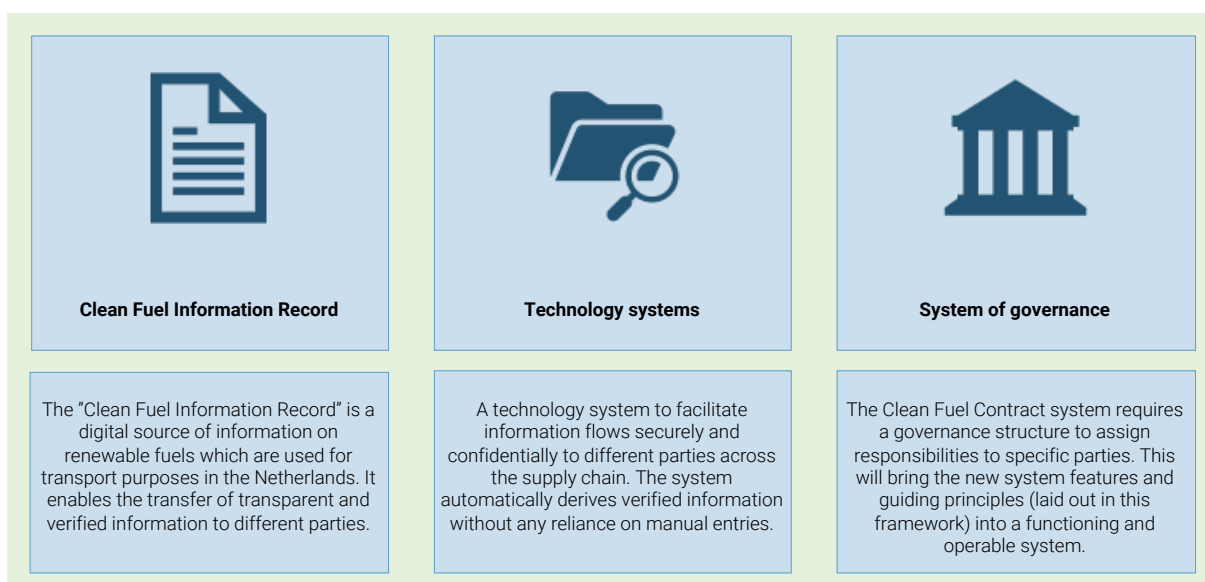 Clean Fuel Information Record
Technology systems
System of governance
The ”Clean Fuel Information Record” is a
digital source of information on
renewable fuels which are used for
transport purposes in the Netherlands. It
enables the transfer of transparent and
verified information to different parties.
A technology system to facilitate
information flows securely and
confidentially to different parties across
the supply chain. The system
automatically derives verified information
without any reliance on manual entries.
The Clean Fuel Contract system requires
a governance structure to assign
responsibilities to specific parties. This
will bring the new system features and
guiding principles (laid out in this
framework) into a functioning and
operable system.